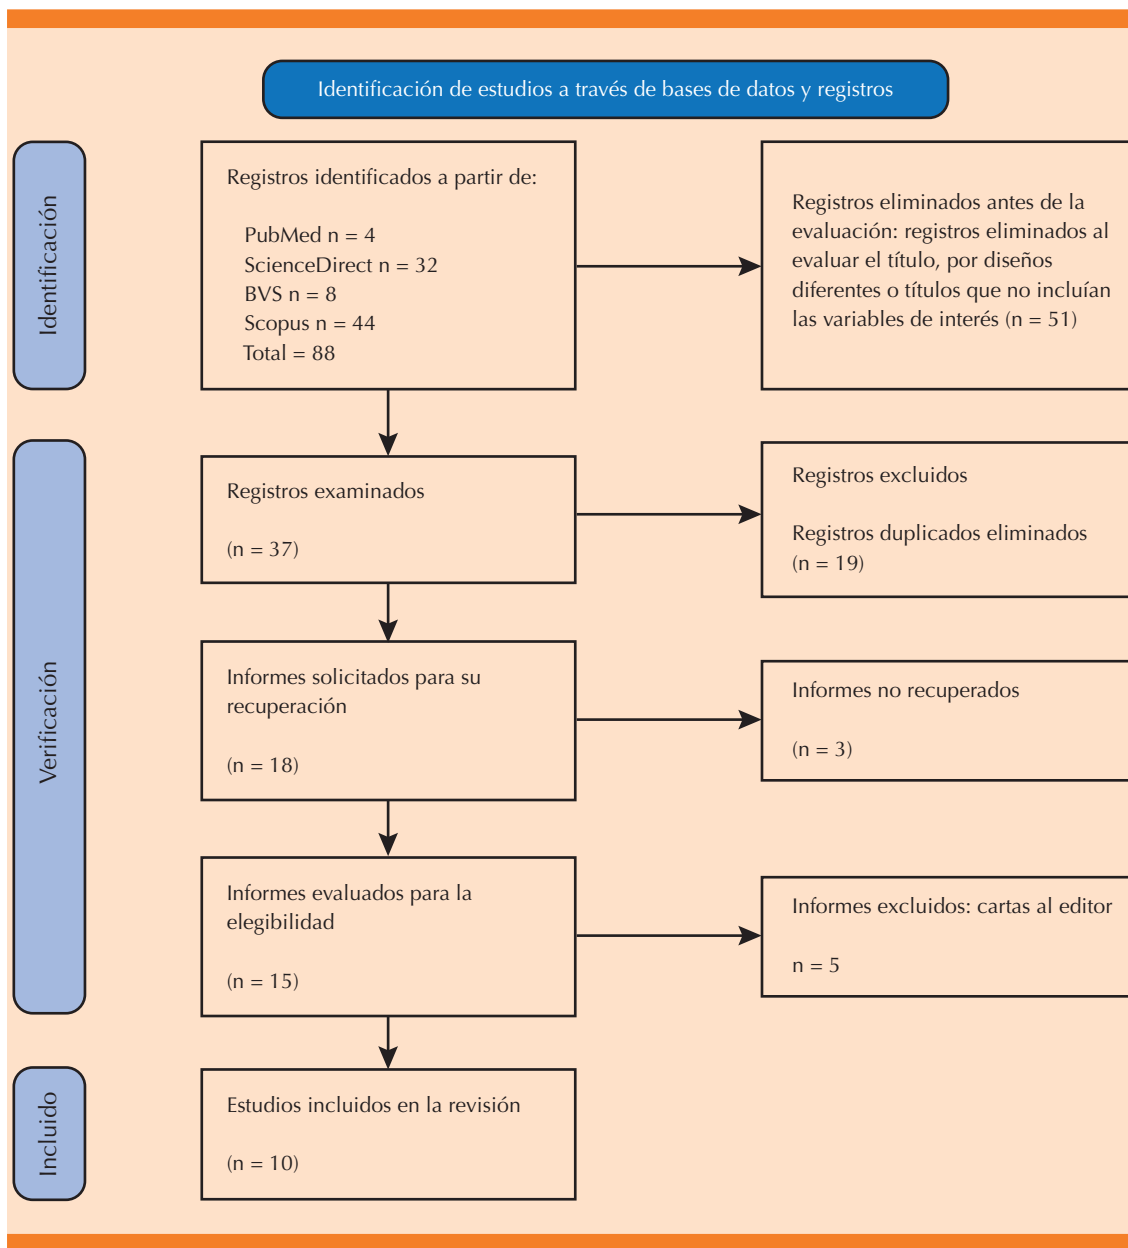 Identificación de estudios a través de bases de datos y registros
Identificación
Registros identificados a partir de:
PubMed n = 4
ScienceDirect n = 32
BVS n = 8
Scopus n = 44
Total = 88
Registros eliminados antes de la
evaluación: registros eliminados al
evaluar el título, por diseños
diferentes o títulos que no incluían
las variables de interés (n = 51)
Verificación
Registros examinados
(n = 37)
Registros excluidos
Registros duplicados eliminados
(n = 19)
Informes solicitados para su
recuperación
(n = 18)
Informes no recuperados
(n = 3)
Informes evaluados para la
elegibilidad
(n = 15)
Informes excluidos: cartas al editor
n = 5
Incluido
Estudios incluidos en la revisión
(n = 10)